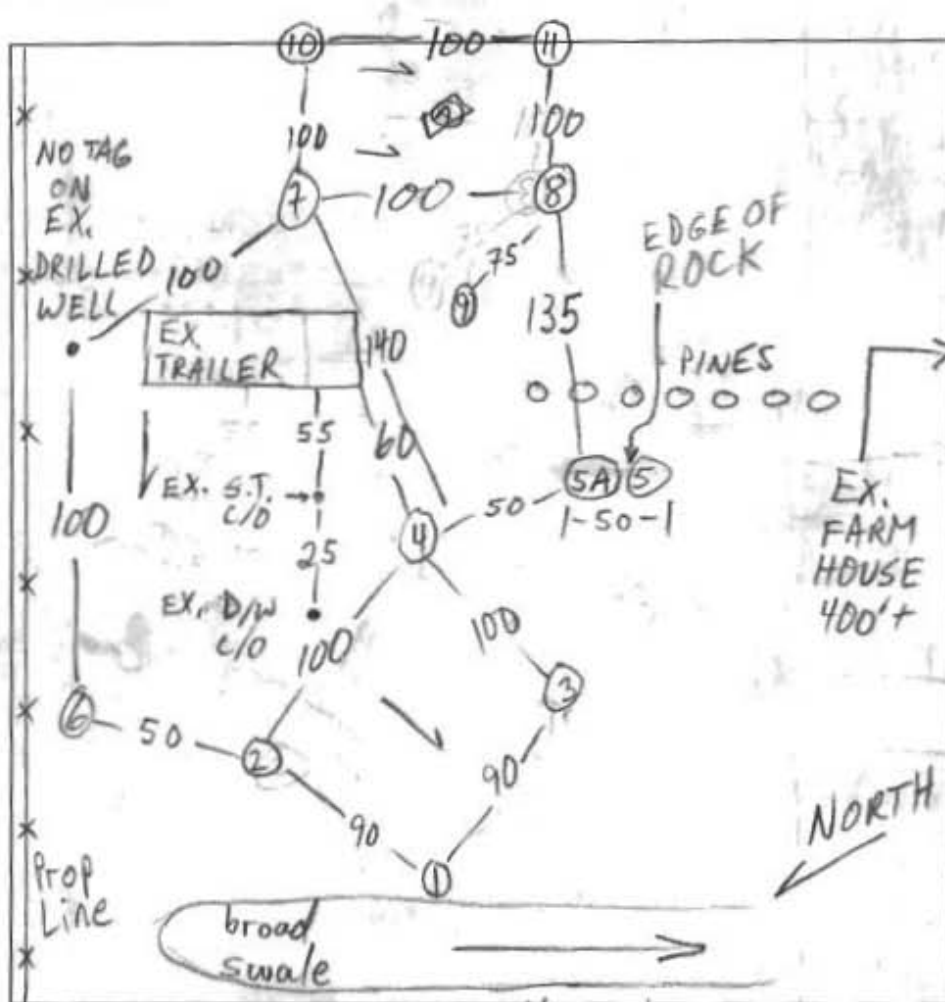 10
100
11
100
100
NO TAG
ON
EX.
DRILLED
WELL
7
100
8
EDGE OF
ROCK
75
9
100
135
EX
TRAILER
140
PINES
55
60
EX. S.T.
C/O
5A
5
50
1-50-1
EX.
FARM
HOUSE
400'+
100
4
25
EX. D/W
C/O
100
100
3
6
50
2
90
90
NORTH
1
Prop
Line
broad
swale